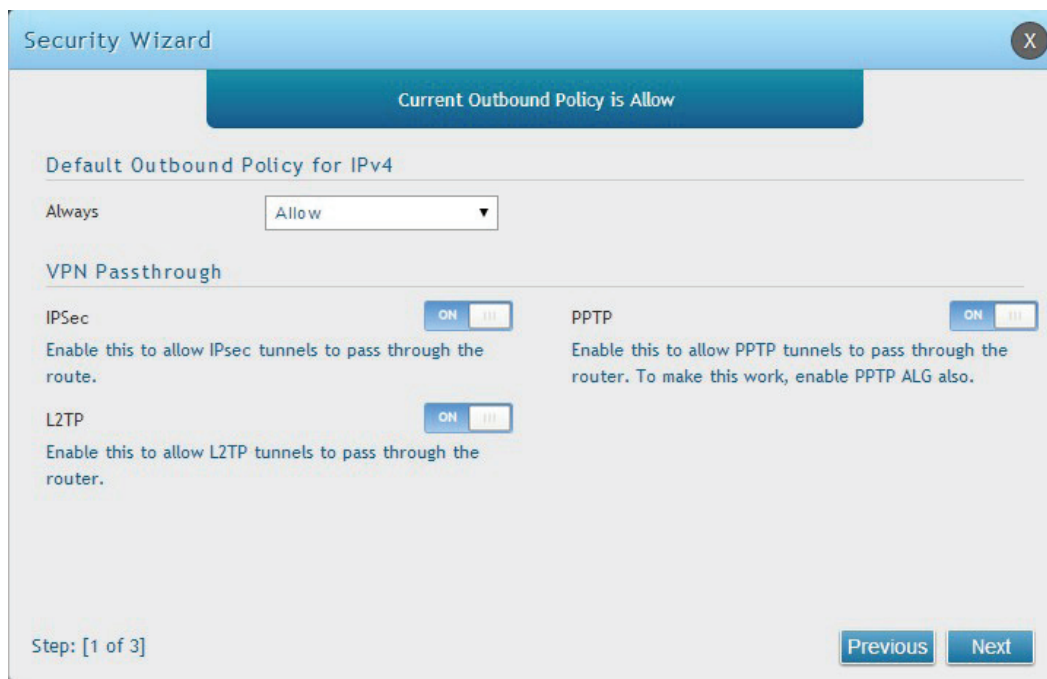 Security Wizard
X
Current Outbound Policy is Allow
Default Outbound Policy for IPv4
Always
Allow
VPN Passthrough
IPSec
ON
Enable this to allow IPsec tunnels to pass through the
route.
PPTP
ON
Enable this to allow PPTP tunnels to pass through the
router. To make this work, enable PPTP ALG also.
L2TP
ON
Enable this to allow L2TP tunnels to pass through the
router.
Step: [1 of 3]
Previous
Next